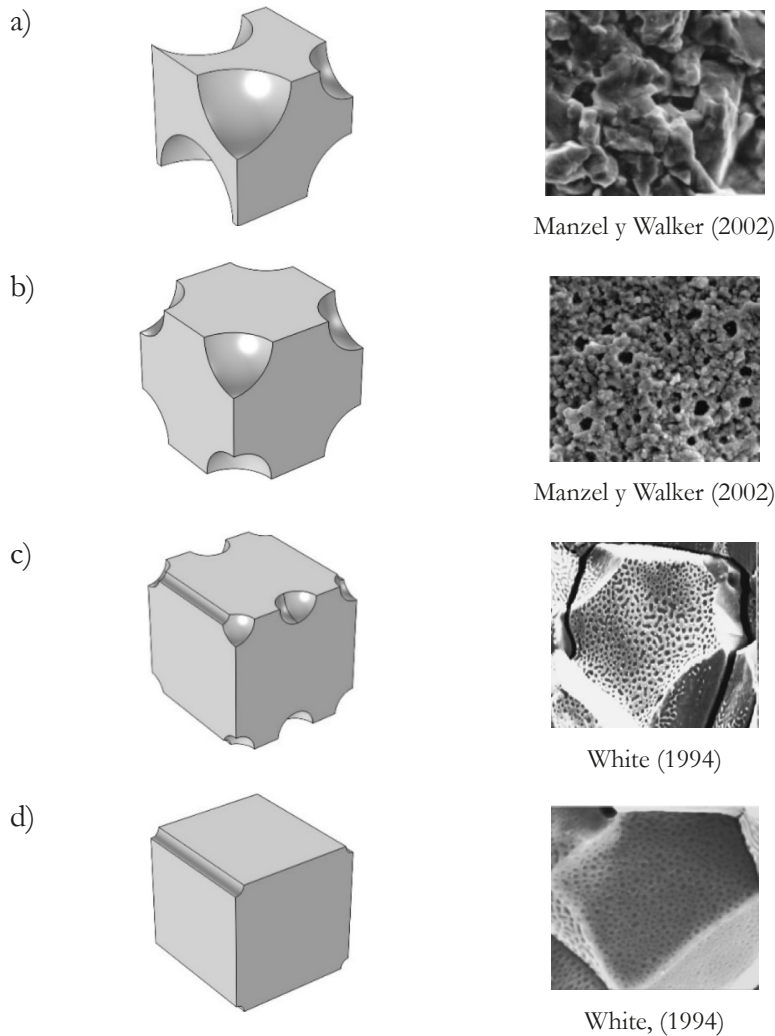 a)
Manzel y Walker (2002)
b)
Manzel y Walker (2002)
c)
White (1994)
d)
White, (1994)